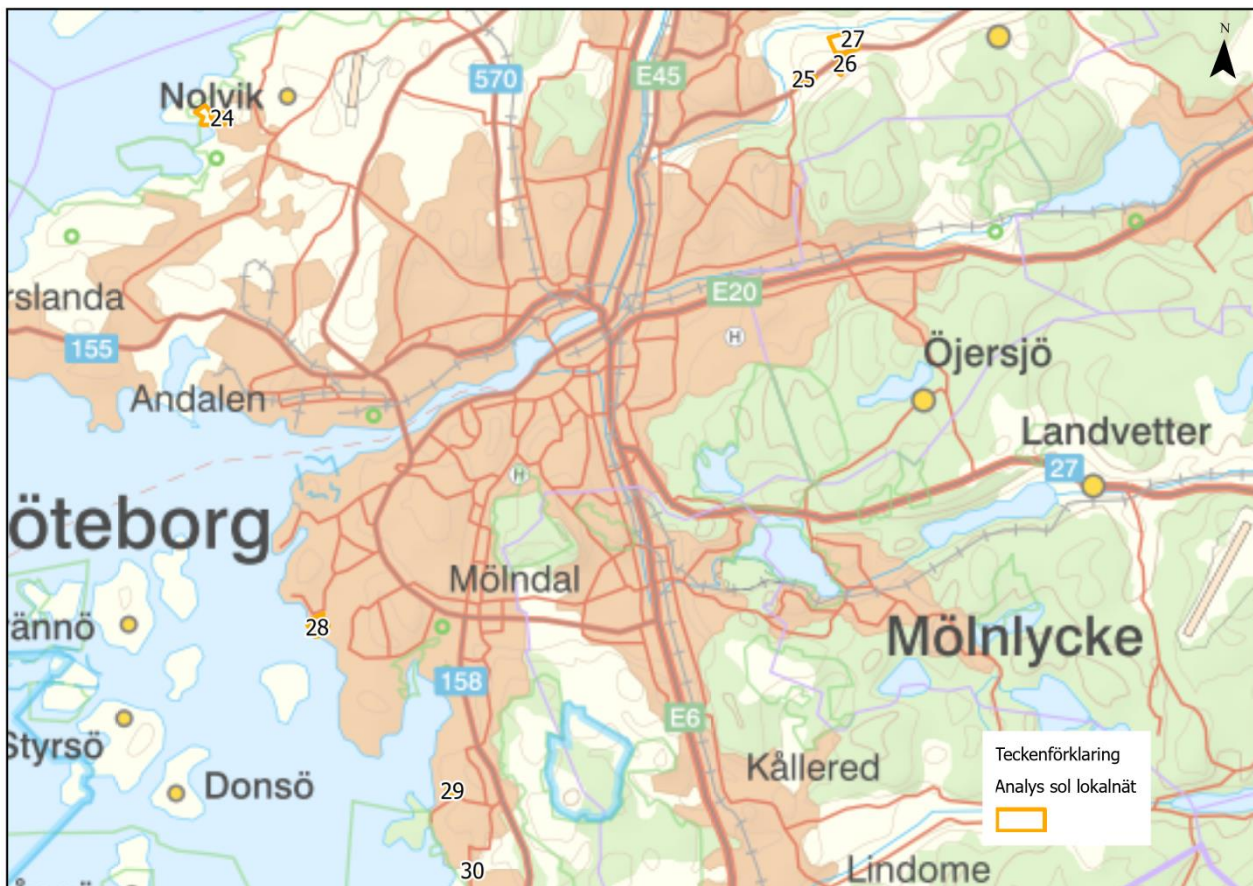 N
27
26
E45
570
25
Nolvik
24
E20
rslanda
H
155
Öjersjö
Andalen
Landvetter
27
H
öteborg
Mölndal
28
ännö
Mölnlycke
158
E6
Styrsö
Teckenförklaring
Kållered
Donsö
29
Analys sol lokalnät
30
Lindome